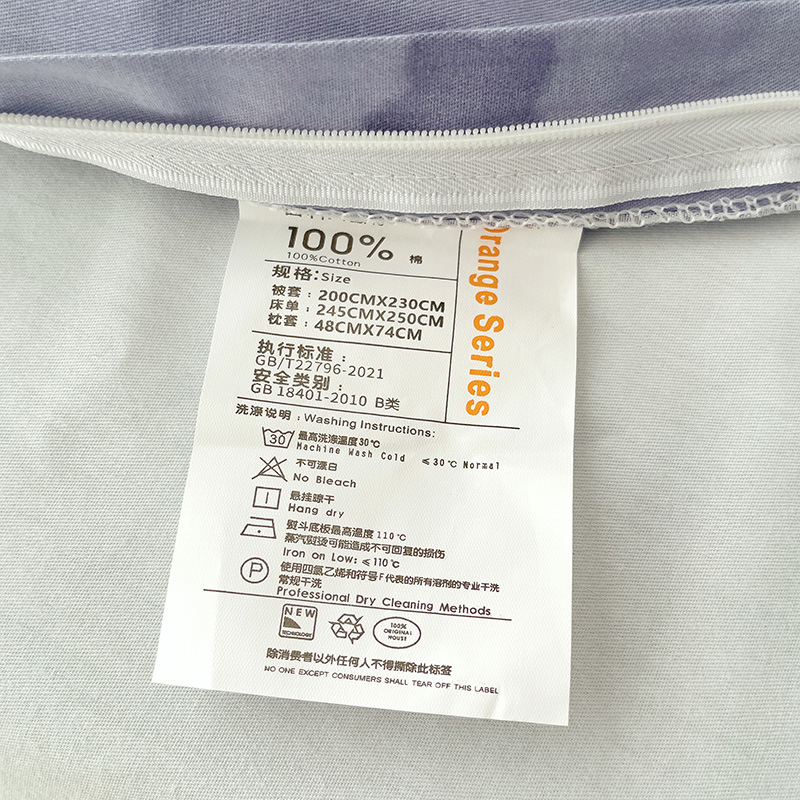 100% 棉
100%Cotton
规格:Size
被套：200CMX230CM
床单：245CMX250CM
枕套：48CMX74CM
执行标准：
GB/T22796-2021
安全类别：
GB 18401-2010 B类
Orange Series
洗涤说明：Washing Instructions:
30
最高洗涤温度30℃
Machine Wash Cold ≤30℃ Normal
不可漂白
No Bleach
悬挂晾干
Hang dry
熨斗底板最高温度110℃
蒸汽熨烫可能造成不可回复的损伤
Iron on Low:≤110℃
P
使用四氯乙烯和符号F代表的所有溶剂的专业干洗
常规干洗
Professional Dry Cleaning Methods
NEW
TECHNOLOGY
100%
ORIGINAL
HOUSE
除消费者以外任何人不得撕除此标签
NO ONE EXCEPT CONSUMERS SHALL TEAR OFF THIS LABEL